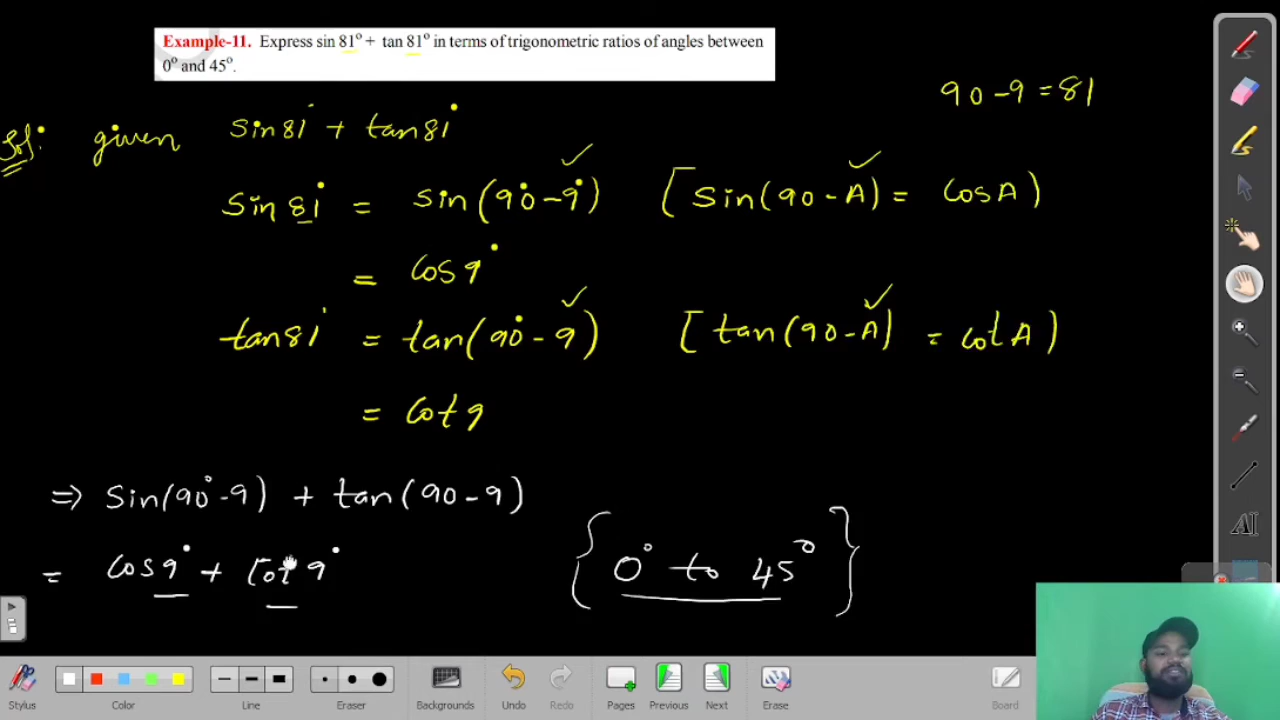 Example-11. Express sin 81° + tan 81° in terms of trigonometric ratios of angles between
0° and 45°.
90 - 9 = 81
Sol: given sin 81° + tan 81°
sin 81° = sin(90° - 9°) [sin(90 - A) = cos A)
= cos 9°
tan 81° = tan(90° - 9) [tan(90 - A) = cot A)
= cot 9
⇒ sin(90° - 9) + tan(90 - 9)
= cos 9° + cot 9° {0° to 45°}
Stylus
Color
Line
Eraser
Backgrounds
Undo
Redo
Pages
Previous
Next
Erase
Board